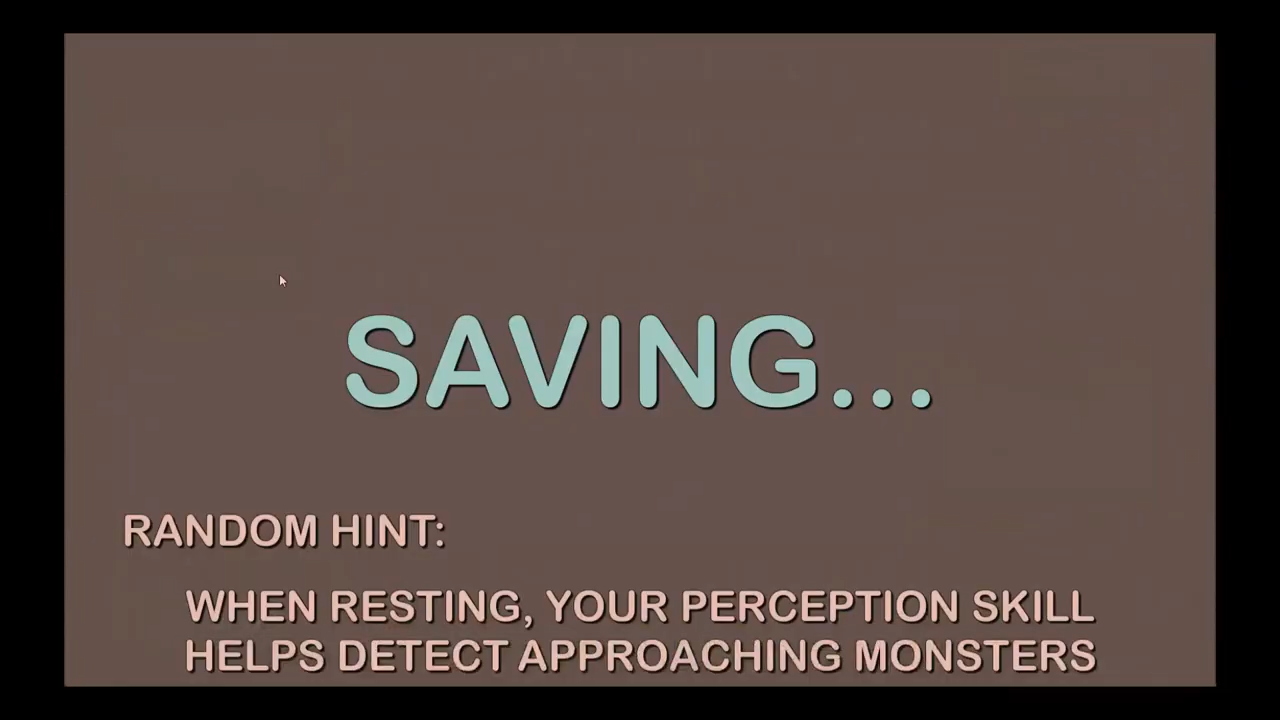 SAVING...
RANDOM HINT:
WHEN RESTING, YOUR PERCEPTION SKILL
HELPS DETECT APPROACHING MONSTERS